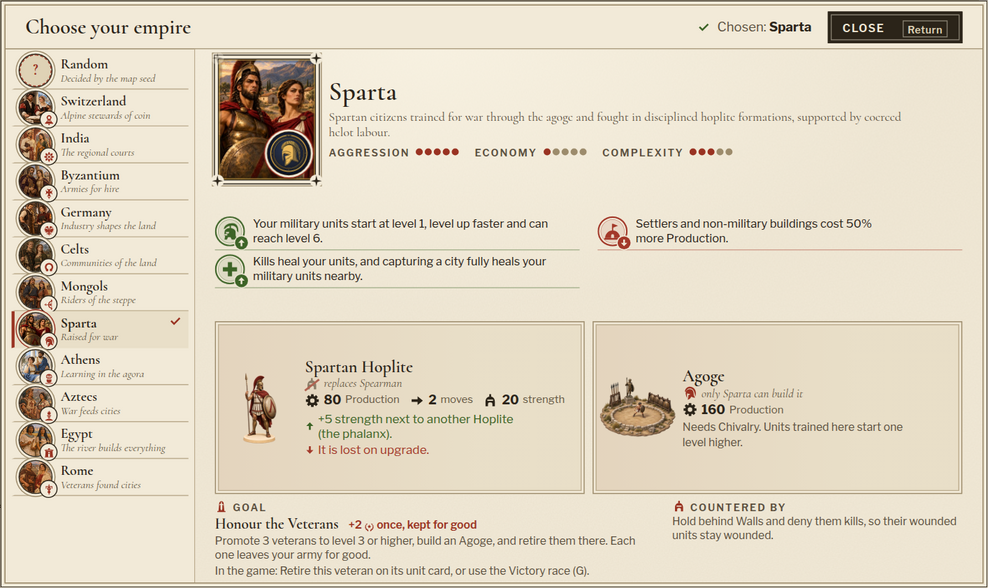 Choose your empire
Chosen: Sparta
CLOSE Return
?
Random
Decided by the map seed
Switzerland
Alpine stewards of coin
India
The regional courts
Byzantium
Armies for hire
Germany
Industry shapes the land
Celts
Communities of the land
Mongols
Riders of the steppe
Sparta
Raised for war
Athens
Learning in the agora
Aztecs
War feeds cities
Egypt
The river builds everything
Rome
Veterans found cities
Sparta
Spartan citizens trained for war through the agoge and fought in disciplined hoplite formations, supported by coerced
helot labour.
AGGRESSION ECONOMY COMPLEXITY
Your military units start at level 1, level up faster and can
reach level 6.
Kills heal your units, and capturing a city fully heals your
military units nearby.
Settlers and non-military buildings cost 50%
more Production.
Spartan Hoplite
replaces Spearman
80 Production 2 moves 20 strength
+5 strength next to another Hoplite
(the phalanx).
It is lost on upgrade.
Agoge
only Sparta can build it
160 Production
Needs Chivalry. Units trained here start one
level higher.
GOAL
Honour the Veterans +2 once, kept for good
Promote 3 veterans to level 3 or higher, build an Agoge, and retire them there. Each
one leaves your army for good.
In the game: Retire this veteran on its unit card, or use the Victory race (G).
COUNTERED BY
Hold behind Walls and deny them kills, so their wounded
units stay wounded.